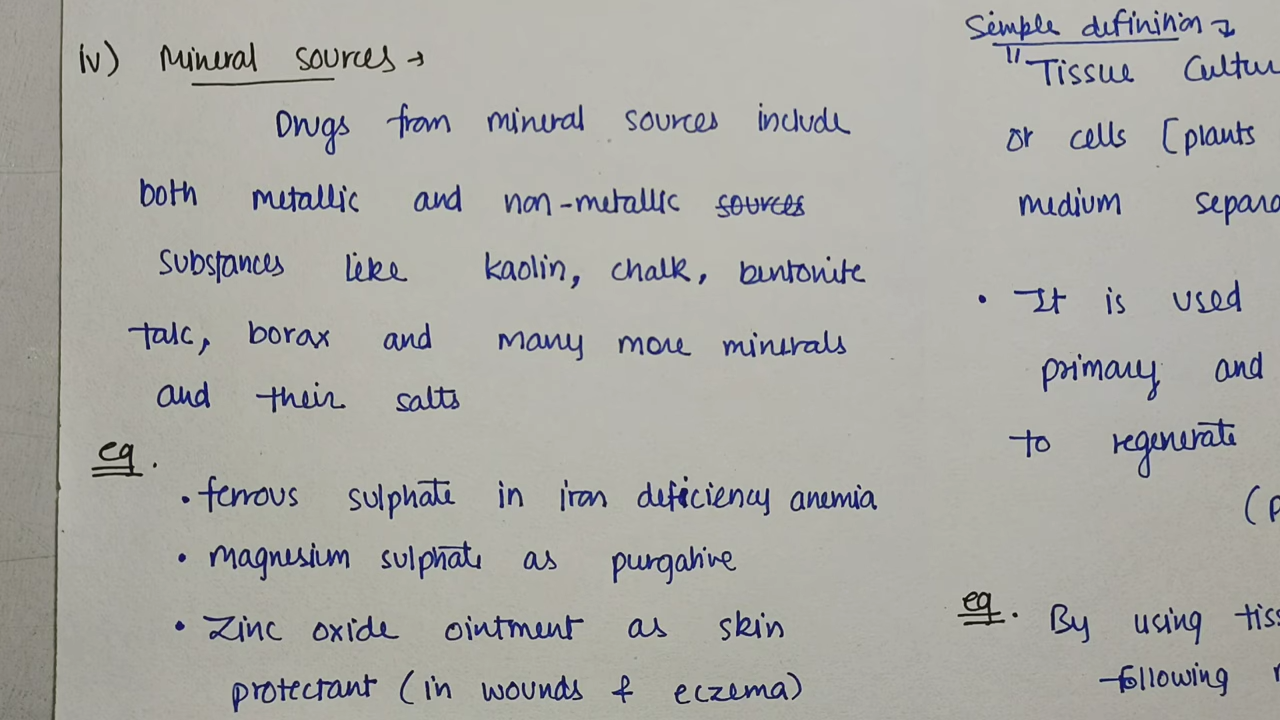 iv) Mineral sources →
Drugs from mineral sources include
both metallic and non-metallic sources
substances like kaolin, chalk, bentonite
talc, borax and many more minerals
and their salts
eg.
• ferrous sulphate in iron deficiency anemia
• magnesium sulphate as purgative
• Zinc oxide ointment as skin
protectant (in wounds & eczema)
Simple definition
" Tissue Cultu
or cells [plants
medium separa
• It is used
primary and
to regenerate
(
eg. By using tiss
following